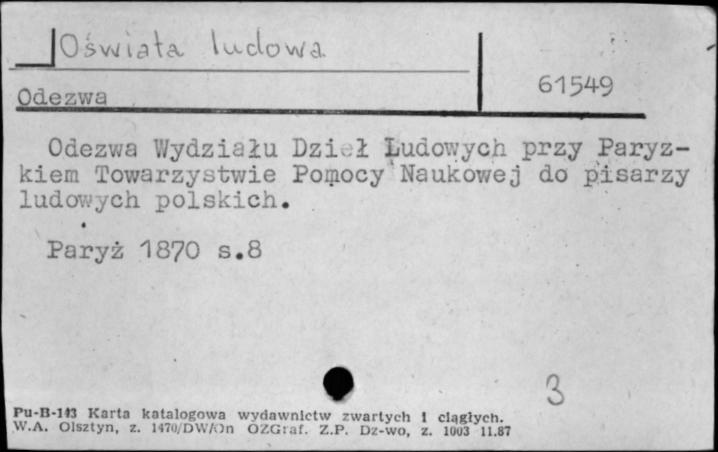 Oświata ludowa
61549
Odezwa
Odezwa Wydziału Dzieł Ludowych przy Paryz-
kiem Towarzystwie Pomocy Naukowej do pisarzy
ludowych polskich.
Paryż 1870 s.8
3
Pu-B-143 Karta katalogowa wydawnictw zwartych i ciągłych.
W.A. Olsztyn, z. 1470/DW/On OZGraf. Z.P. Dz-wo, z. 1003 11.87